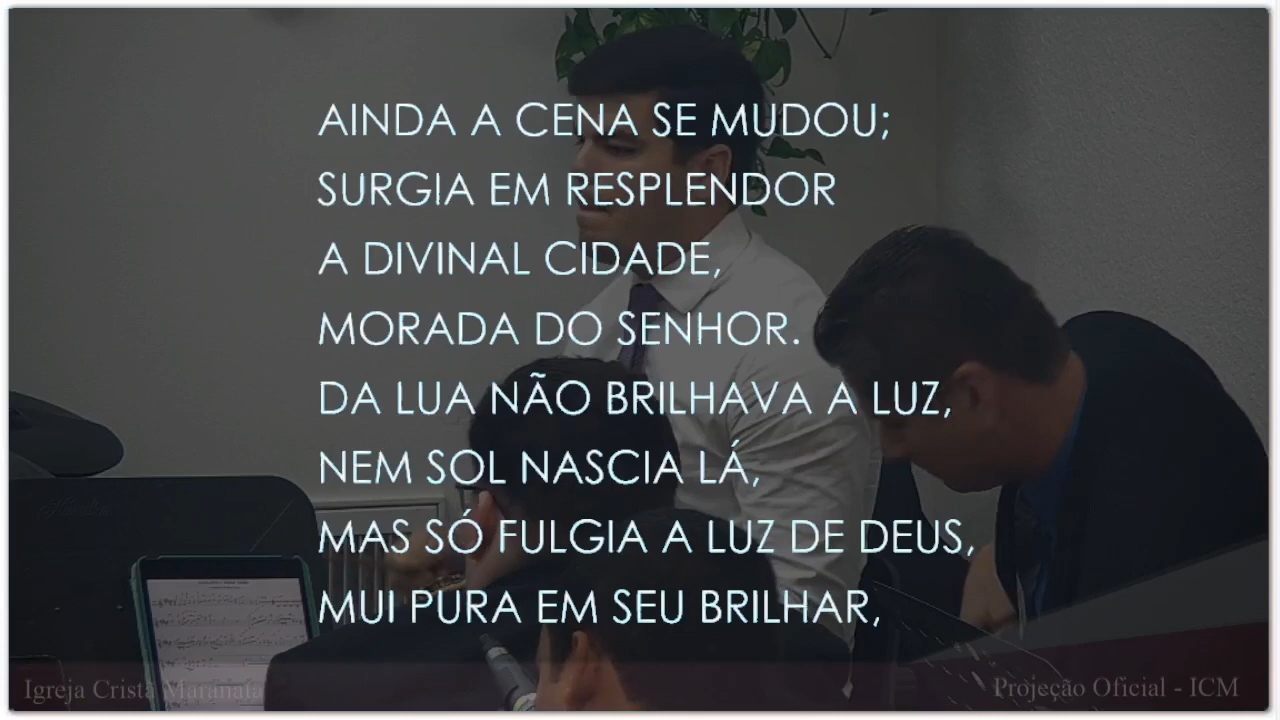 AINDA A CENA SE MUDOU;
SURGIA EM RESPLENDOR
A DIVINAL CIDADE,
MORADA DO SENHOR.
DA LUA NÃO BRILHAVA A LUZ,
NEM SOL NASCIA LÁ,
MAS SÓ FULGIA A LUZ DE DEUS,
MUI PURA EM SEU BRILHAR,
Igreja Cristã Maranata
Projeção Oficial - ICM